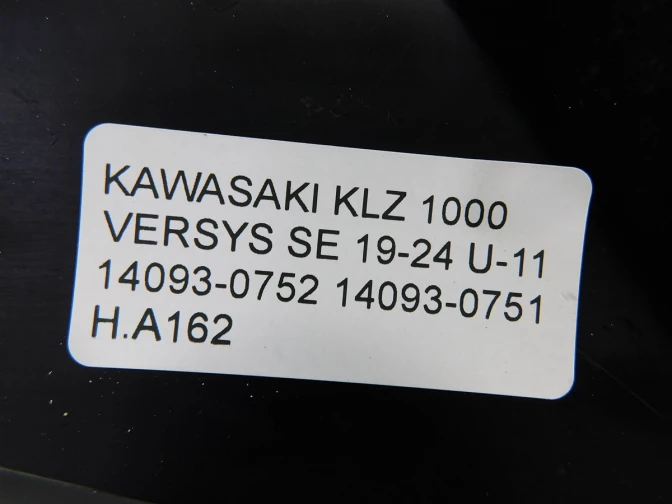 KAWASAKI KLZ 1000
VERSYS SE 19-24 U-11
14093-0752 14093-0751
H.A162